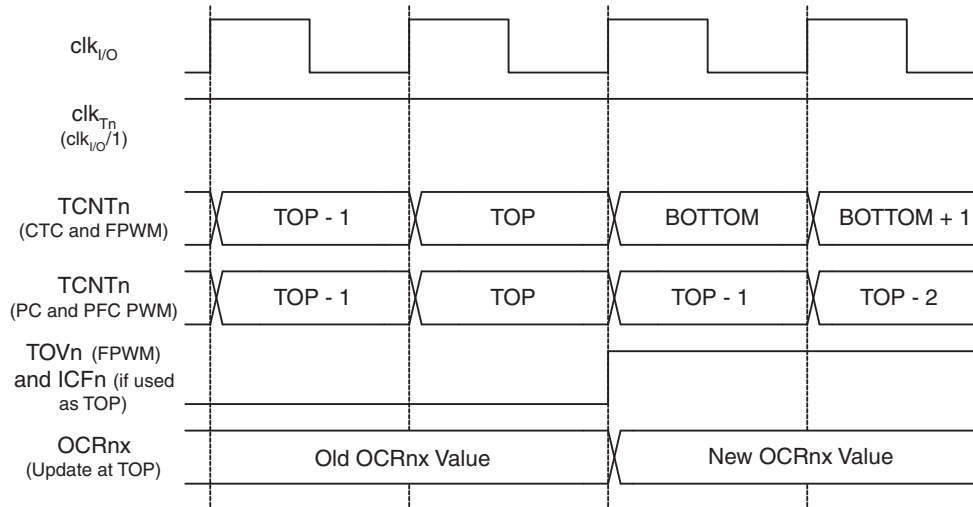 clkI/O
clkTn
(clkI/O/1)
TCNTn
(CTC and FPWM)
TOP - 1 TOP BOTTOM BOTTOM + 1
TCNTn
(PC and PFC PWM)
TOP - 1 TOP TOP - 1 TOP - 2
TOVn (FPWM)
and ICFn (if used
as TOP)
OCRnx
(Update at TOP)
Old OCRnx Value New OCRnx Value